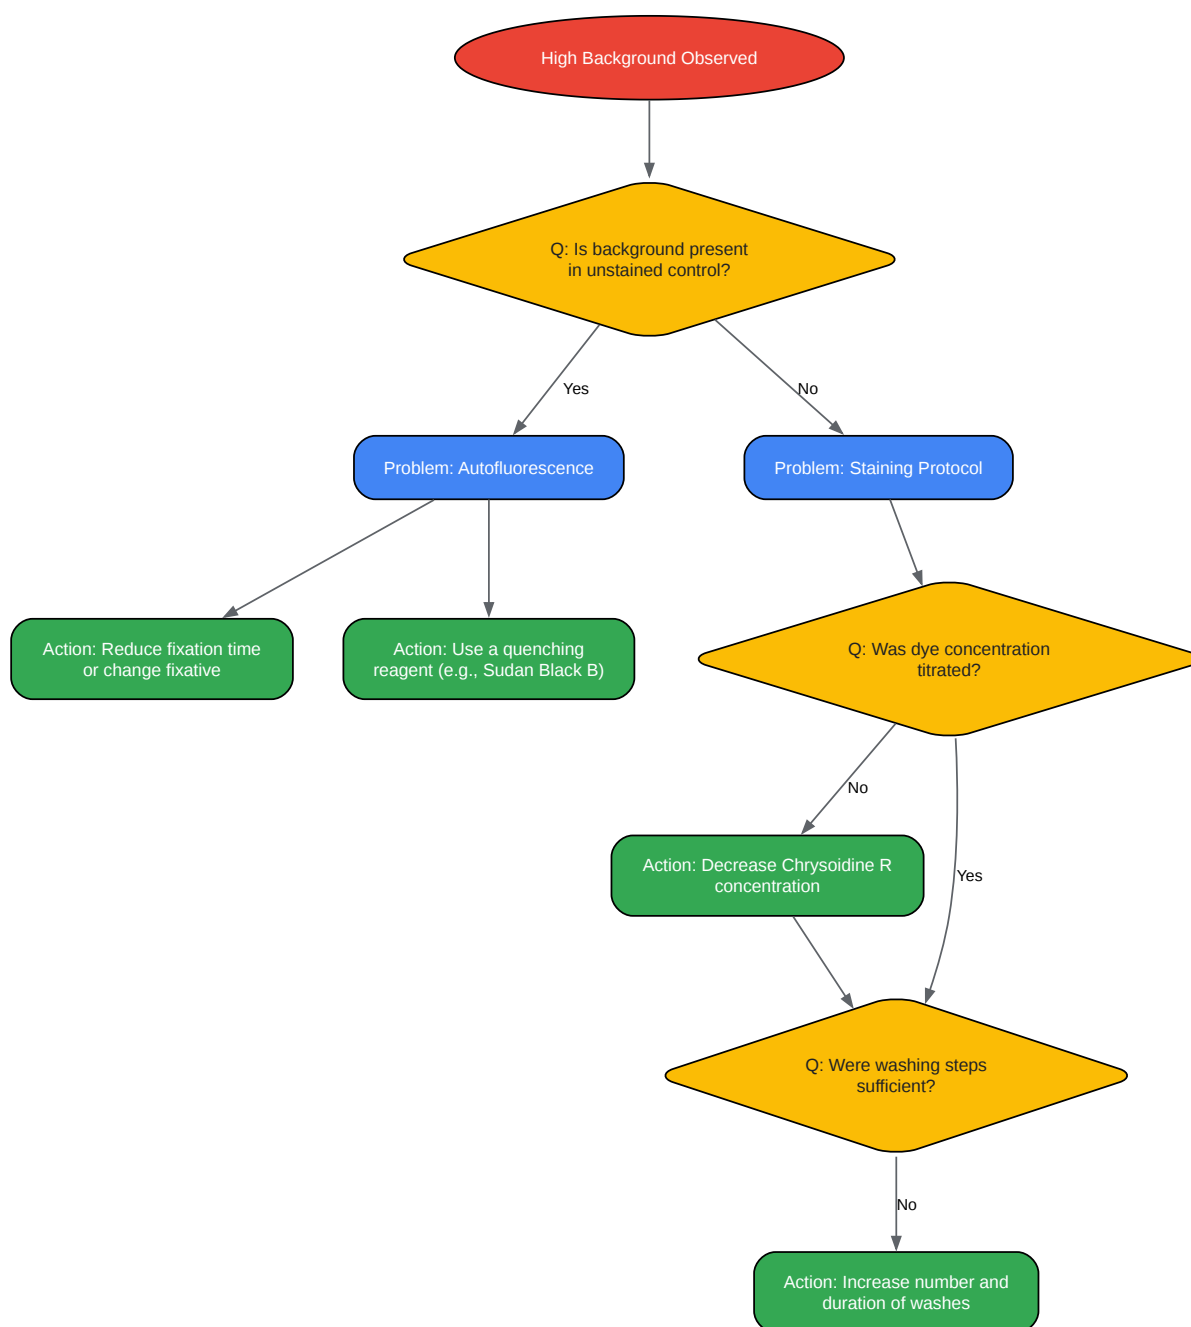 High Background Observed
Q: Is background present
in unstained control?
Yes
No
Problem: Autofluorescence
Problem: Staining Protocol
Action: Reduce fixation time
or change fixative
Action: Use a quenching
reagent (e.g., Sudan Black B)
Q: Was dye concentration
titrated?
No
Action: Decrease Chrysoidine R
concentration
Yes
Q: Were washing steps
sufficient?
No
Action: Increase number and
duration of washes